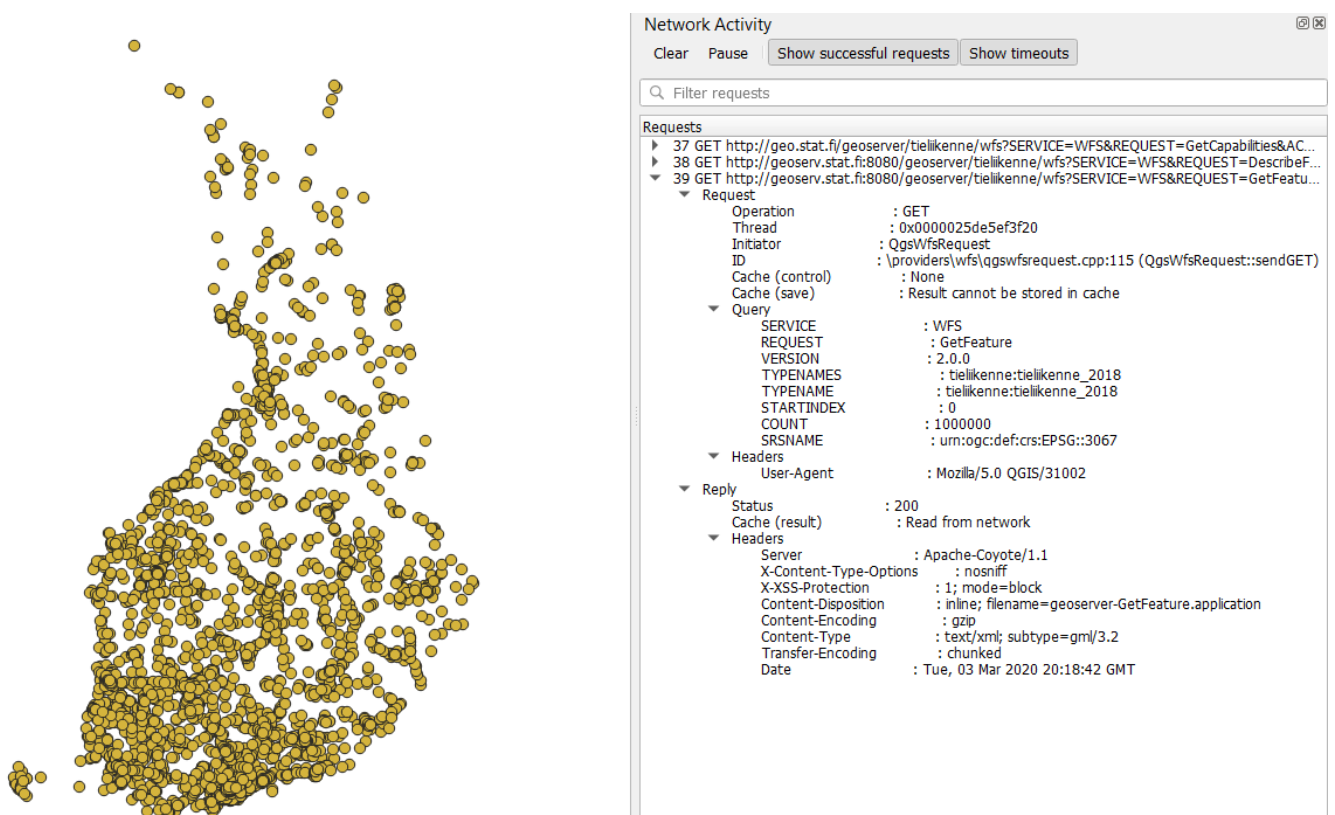 Network Activity
Clear Pause Show successful requests Show timeouts
Filter requests
Requests
37 GET http://geo.stat.fi/geoserver/tieliikenne/wfs?SERVICE=WFS&REQUEST=GetCapabilities&AC...
38 GET http://geoserv.stat.fi:8080/geoserver/tieliikenne/wfs?SERVICE=WFS&REQUEST=DescribeF...
39 GET http://geoserv.stat.fi:8080/geoserver/tieliikenne/wfs?SERVICE=WFS&REQUEST=GetFeatu...
Request
Operation : GET
Thread : 0x0000025de5ef3f20
Initiator : QgsWfsRequest
ID : \providers\wfs\qgswfsrequest.cpp:115 (QgsWfsRequest::sendGET)
Cache (control) : None
Cache (save) : Result cannot be stored in cache
Query
SERVICE : WFS
REQUEST : GetFeature
VERSION : 2.0.0
TYPENAMES : tieliikenne:tieliikenne_2018
TYPENAME : tieliikenne:tieliikenne_2018
STARTINDEX : 0
COUNT : 1000000
SRSNAME : urn:ogc:def:crs:EPSG::3067
Headers
User-Agent : Mozilla/5.0 QGIS/31002
Reply
Status : 200
Cache (result) : Read from network
Headers
Server : Apache-Coyote/1.1
X-Content-Type-Options : nosniff
X-XSS-Protection : 1; mode=block
Content-Disposition : inline; filename=geoserver-GetFeature.application
Content-Encoding : gzip
Content-Type : text/xml; subtype=gml/3.2
Transfer-Encoding : chunked
Date : Tue, 03 Mar 2020 20:18:42 GMT